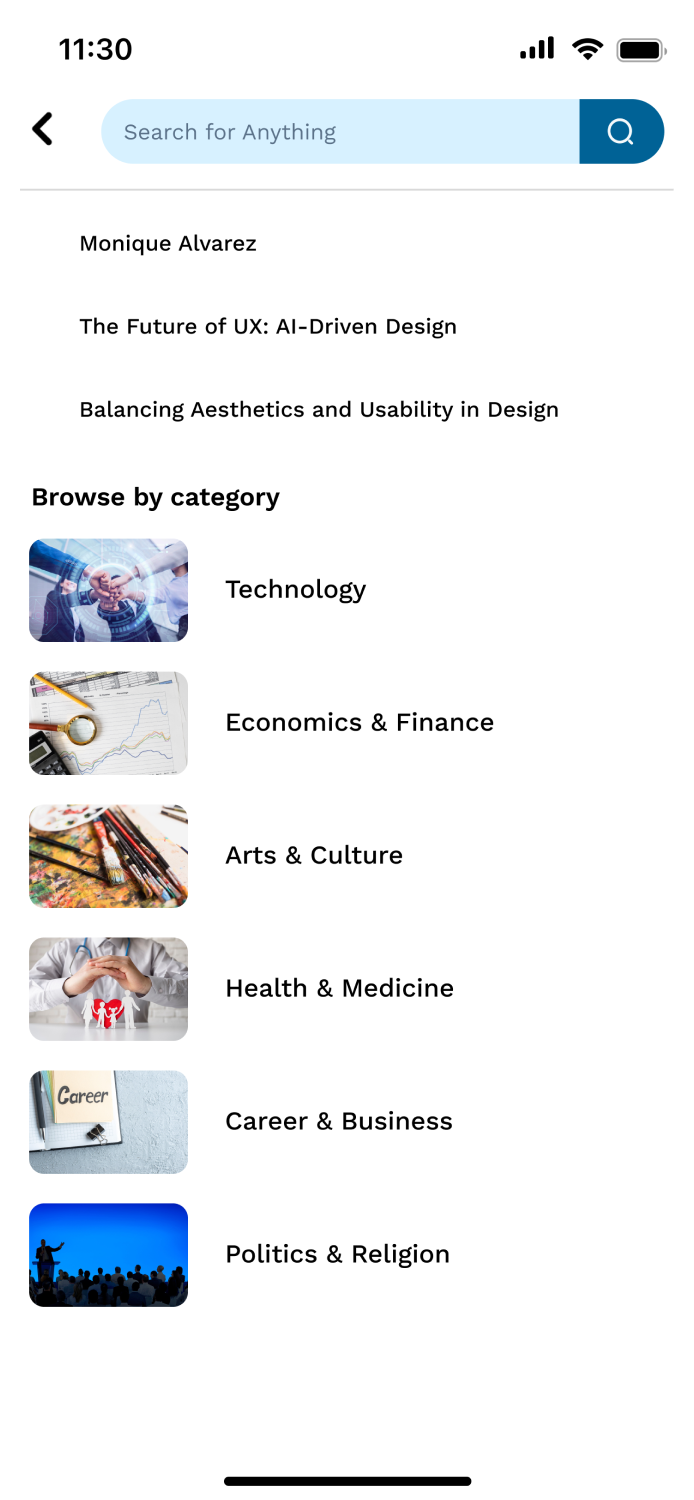 11:30
Search for Anything
Monique Alvarez
The Future of UX: AI-Driven Design
Balancing Aesthetics and Usability in Design
Browse by category
Technology
Economics & Finance
Arts & Culture
Health & Medicine
Career
Career & Business
Politics & Religion